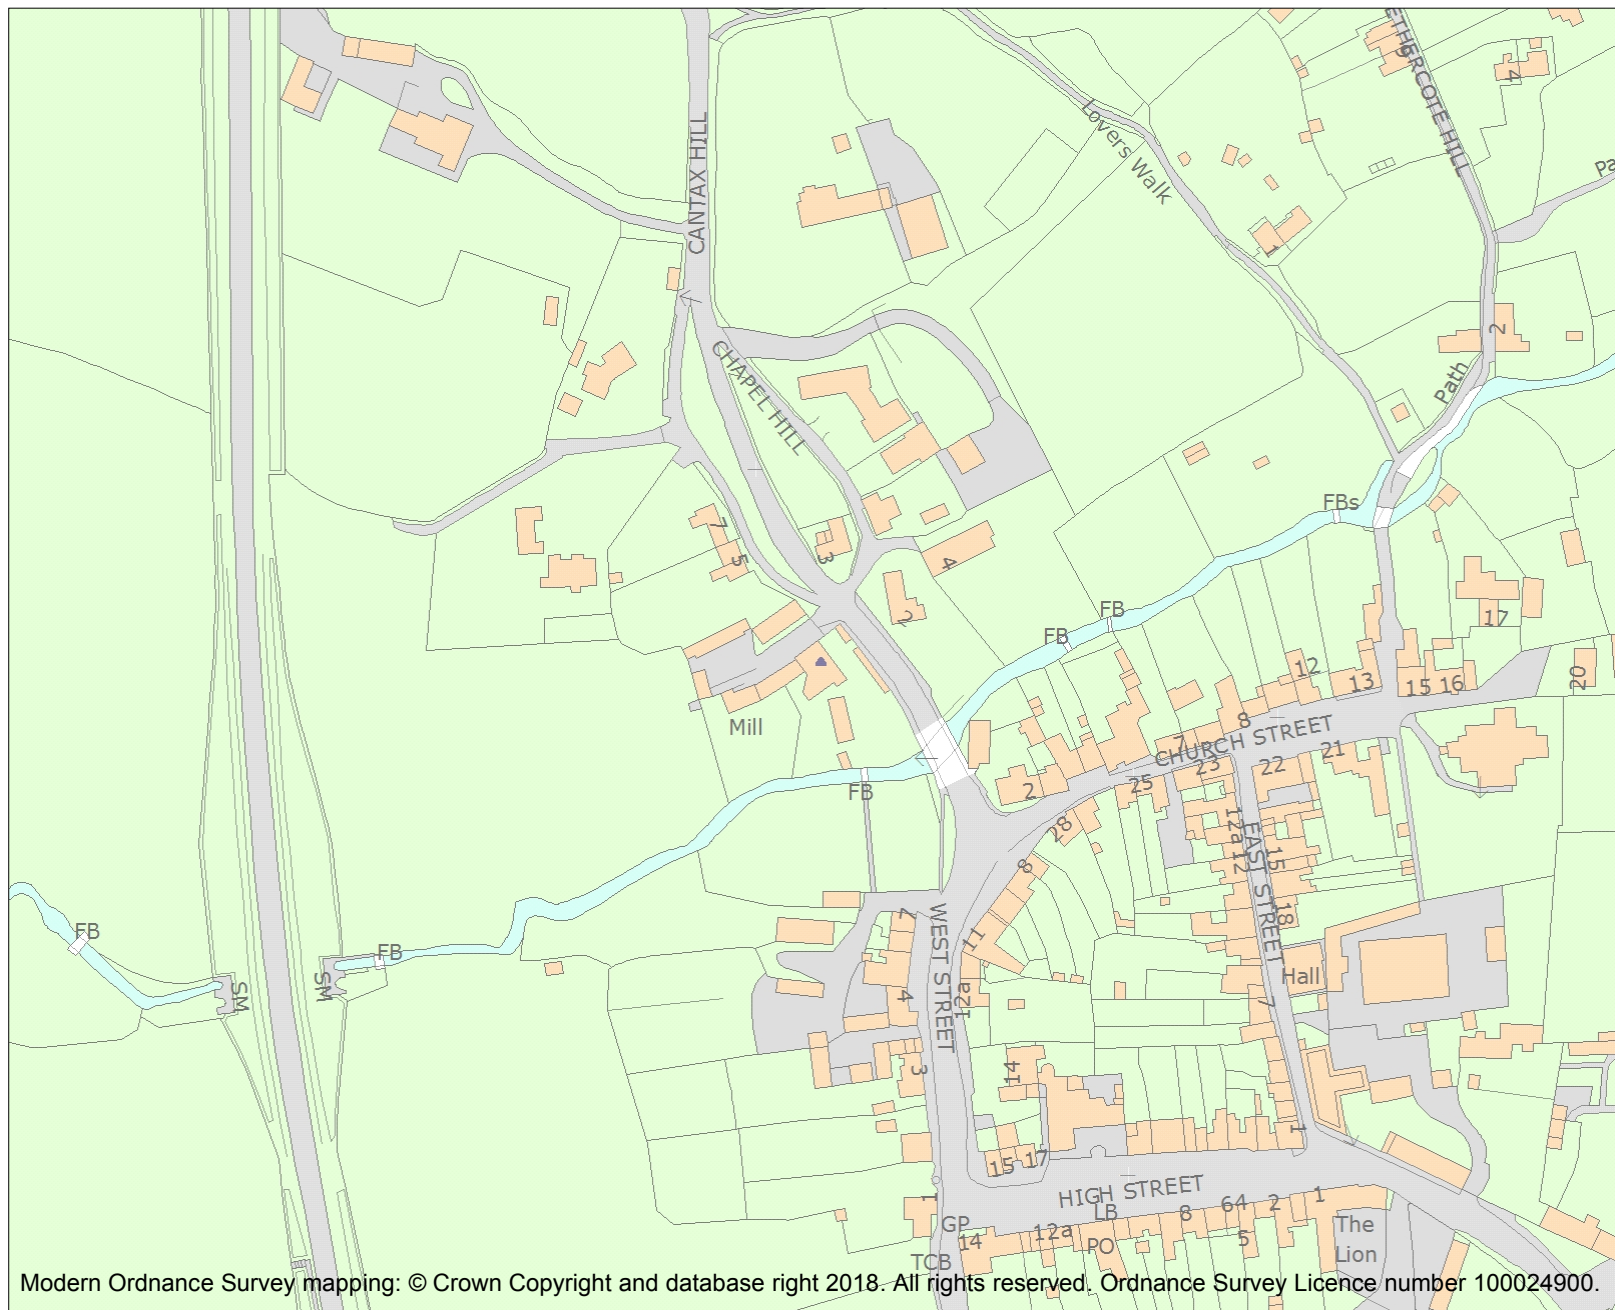 ETHERCOTE HILL
9
4
CANTAX HILL
Lovers Walk
Pa
1
2
CHAPEL HILL
Path
FBs
7
5
3
4
2
FB
FB
17
Mill
12
13
15
16
20
8
7
CHURCH STREET
21
22
23
25
2
FB
28
8
12a
12
EAST STREET
15
18
7
WEST STREET
11
FB
FB
SM
SM
4
12a
Hall
7
3
14
1
15
17
HIGH STREET
LB
1
GP
14
12a
PO
8
64
2
1
5
The
Lion
TCB
Modern Ordnance Survey mapping: © Crown Copyright and database right 2018. All rights reserved. Ordnance Survey Licence number 100024900.